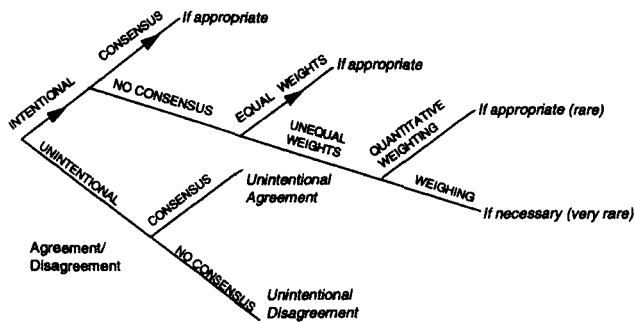 CONSENSUS
If appropriate
INTENTIONAL
NO CONSENSUS
EQUAL WEIGHTS
If appropriate
UNEQUAL
WEIGHTS
QUANTITATIVE
WEIGHTING
If appropriate (rare)
WEIGHING
If necessary (very rare)
UNINTENTIONAL
CONSENSUS
Unintentional
Agreement
Agreement/
Disagreement
NO CONSENSUS
Unintentional
Disagreement